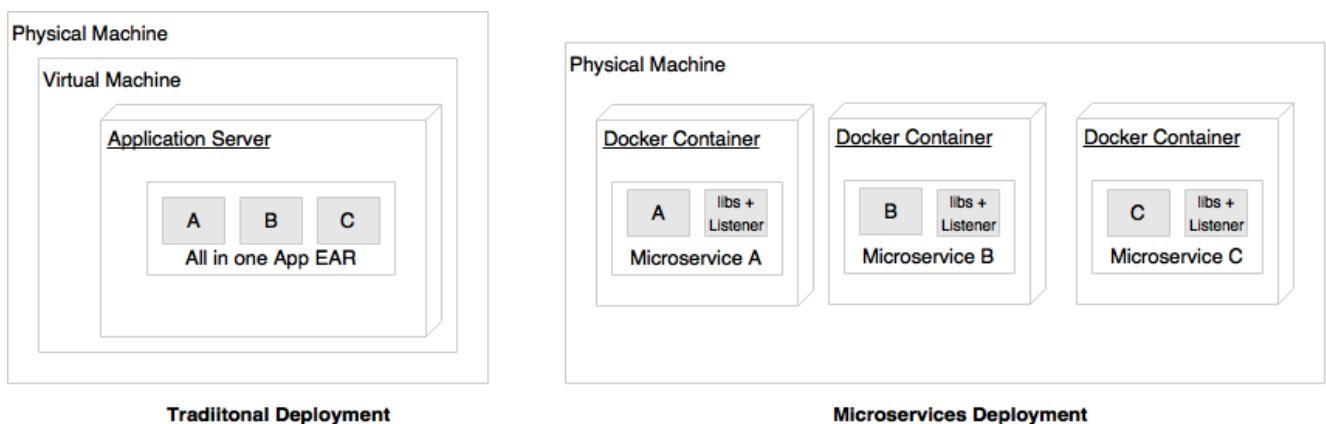 Physical Machine
Virtual Machine
Application Server
A B C
All in one App EAR
Tradiitonal Deployment
Physical Machine
Docker Container
A
libs +
Listener
Microservice A
Docker Container
B
libs +
Listener
Microservice B
Docker Container
C
libs +
Listener
Microservice C
Microservices Deployment